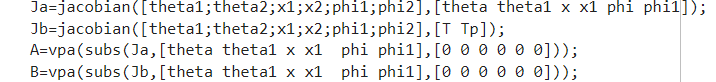 Ja=jacobian([theta1;theta2;x1;x2;phi1;phi2],[theta theta1 x x1 phi phi1]);
Jb=jacobian([theta1;theta2;x1;x2;phi1;phi2],[T Tp]);
A=vpa(subs(Ja,[theta theta1 x x1  phi phi1],[0 0 0 0 0 0]));
B=vpa(subs(Jb,[theta theta1 x x1  phi phi1],[0 0 0 0 0 0]));